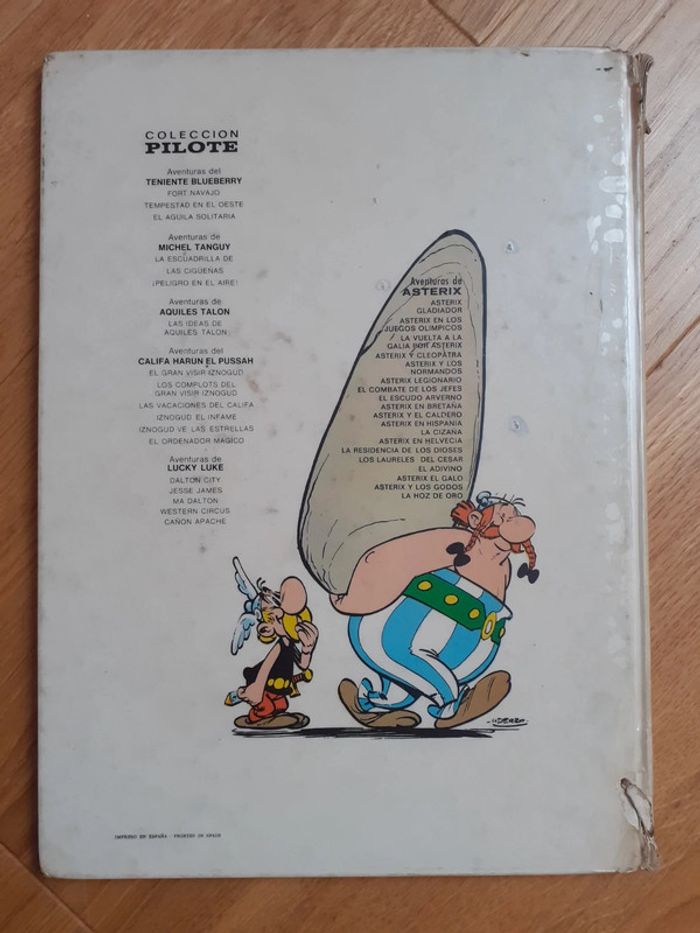 COLECCION
PILOTE
Aventuras del
TENIENTE BLUEBERRY
FORT NAVAJO
TEMPESTAD EN EL OESTE
EL AGUILA SOLITARIA
Aventuras de
MICHEL TANGUY
LA ESCUADRILLA DE
LAS CIGÜEÑAS
¡PELIGRO EN EL AIRE!
Aventuras de
AQUILES TALON
LAS IDEAS DE
AQUILES TALON
Aventuras del
CALIFA HARUN EL PUSSAH
EL GRAN VISIR IZNOGUD
LOS COMPLOTS DEL
GRAN VISIR IZNOGUD
LAS VACACIONES DEL CALIFA
IZNOGUD EL INFAME
IZNOGUD VE LAS ESTRELLAS
EL ORDENADOR MAGICO
Aventuras de
LUCKY LUKE
DALTON CITY
JESSE JAMES
MA DALTON
WESTERN CIRCUS
CAÑON APACHE
Aventuras de
ASTERIX
ASTERIX
GLADIADOR
ASTERIX EN LOS
JUEGOS OLIMPICOS
LA VUELTA A LA
GALIA POR ASTERIX
ASTERIX Y CLEOPATRA
ASTERIX Y LOS
NORMANDOS
ASTERIX LEGIONARIO
EL COMBATE DE LOS JEFES
EL ESCUDO ARVERNO
ASTERIX EN BRETAÑA
ASTERIX Y EL CALDERO
ASTERIX EN HISPANIA
LA CIZAÑA
ASTERIX EN HELVECIA
LA RESIDENCIA DE LOS DIOSES
LOS LAURELES DEL CESAR
EL ADIVINO
ASTERIX EL GALO
ASTERIX Y LOS GODOS
LA HOZ DE ORO
UDERZO
IMPRESO EN ESPAÑA - PRINTED IN SPAIN